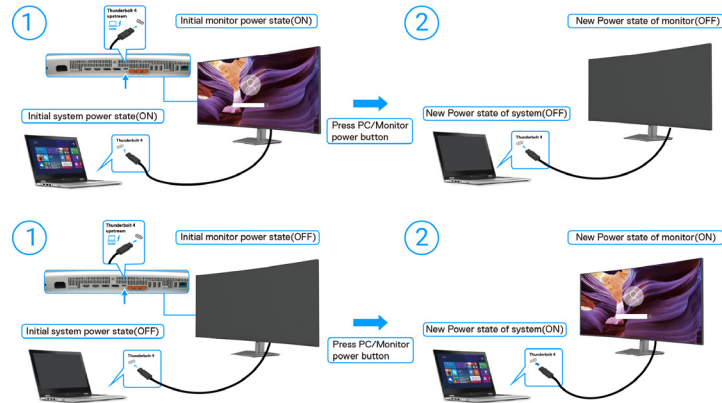 1
Thunderbolt 4
upstream
Initial monitor power state(ON)
Initial system power state(ON)
Thunderbolt 4
Press PC/Monitor
power button
2
New Power state of monitor(OFF)
New Power state of system(OFF)
Thunderbolt 4
1
Thunderbolt 4
upstream
Initial monitor power state(OFF)
Initial system power state(OFF)
Thunderbolt 4
Press PC/Monitor
power button
2
New Power state of monitor(ON)
New Power state of system(ON)
Thunderbolt 4